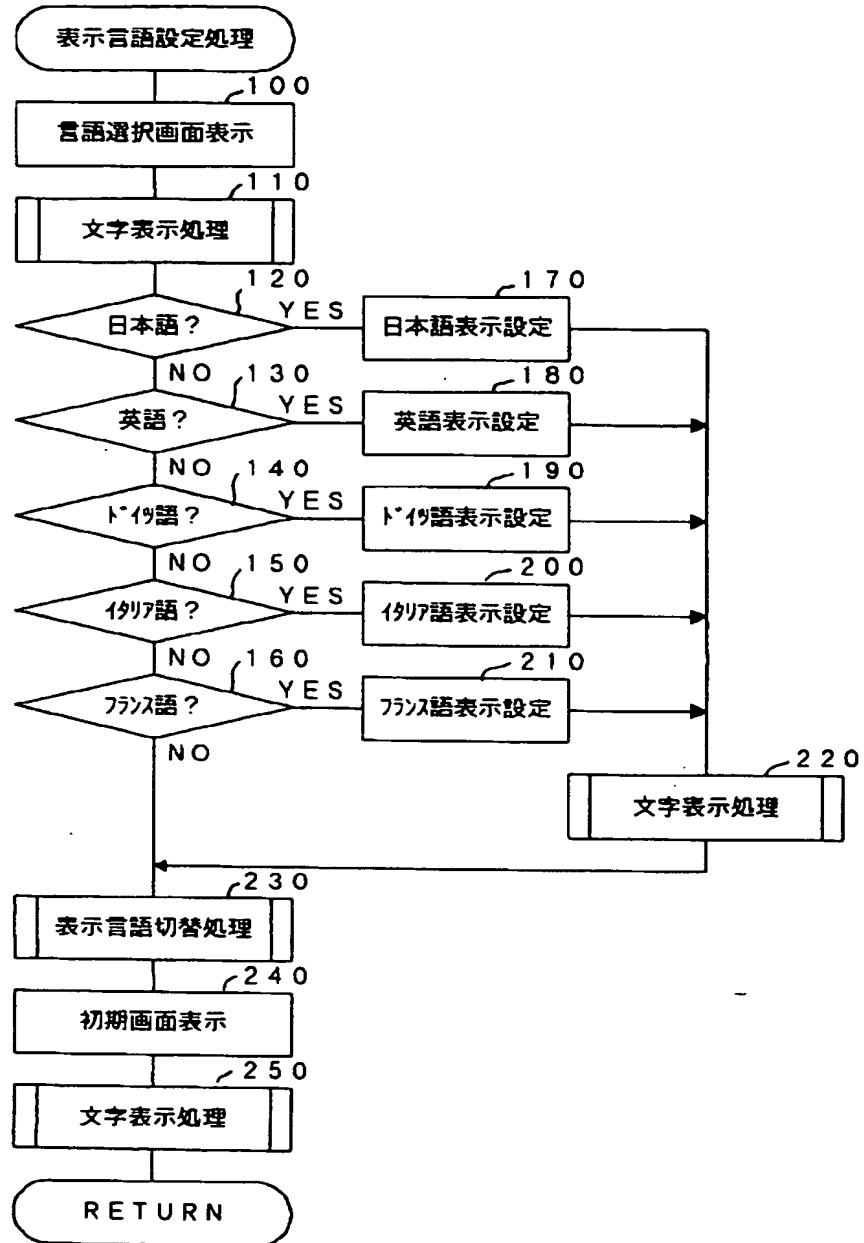 表示言語設定処理
100
言語選択画面表示
110
文字表示処理
120
日本語?
YES
170
日本語表示設定
NO
130
英語?
YES
180
英語表示設定
NO
140
ドイツ語?
YES
190
ドイツ語表示設定
NO
150
イタリア語?
YES
200
イタリア語表示設定
NO
160
フランス語?
YES
210
フランス語表示設定
NO
220
文字表示処理
230
表示言語切替処理
240
初期画面表示
250
文字表示処理
RETURN